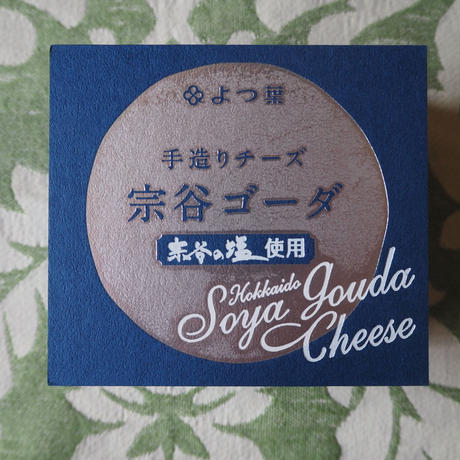 よつ葉
手造りチーズ
宗谷ゴーダ
宗谷の塩使用
Hokkaido
Soya gouda
Cheese